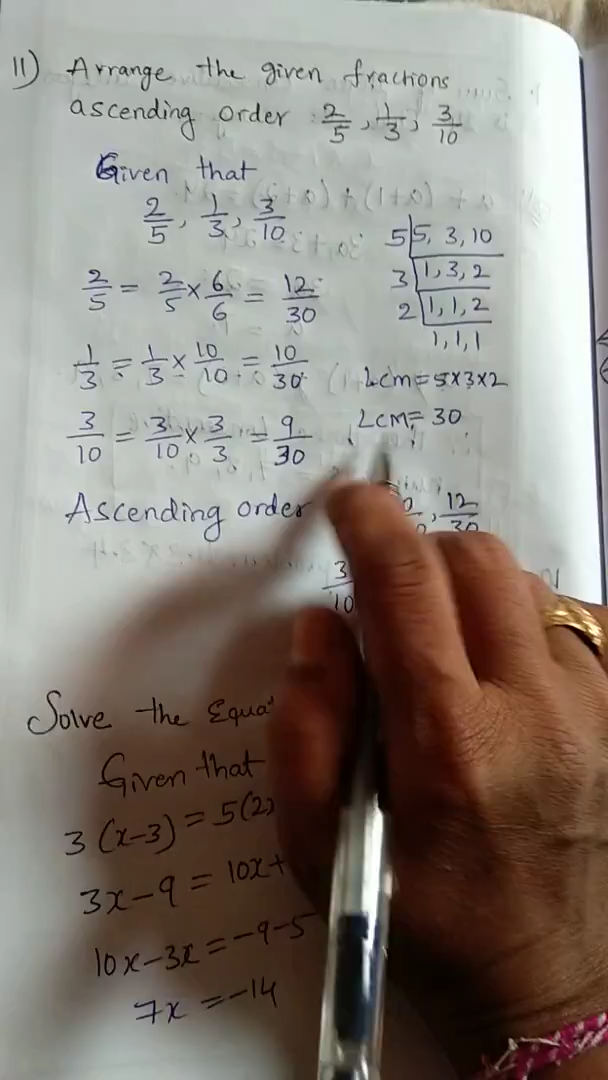 11) Arrange the given fractions
ascending order 2/5, 1/3, 3/10
Given that
2/5, 1/3, 3/10
5|5, 3, 10
3|1, 3, 2
2|1, 1, 2
1, 1, 1
2/5 = 2/5 × 6/6 = 12/30
1/3 = 1/3 × 10/10 = 10/30
LCM = 5×3×2
3/10 = 3/10 × 3/3 = 9/30
LCM = 30
Ascending order , 12/30
3/10
Solve the
Given that
3(x-3) = 5(2x
3x-9 = 10x+
10x-3x = -9-5
7x = -14